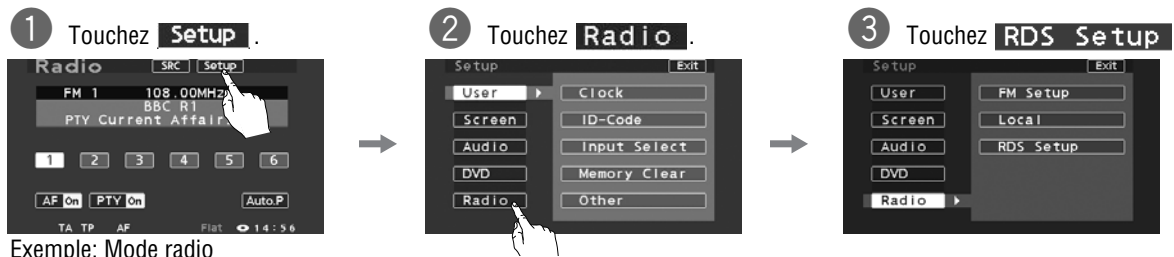 1 Touchez Setup .
Radio SRC Setup
FM 1 108.00MHz
BBC R1
PTY Current Affair
1 2 3 4 5 6
AF On PTY On Auto.P
TA TP AF Flat 14:56
Exemple: Mode radio
2 Touchez Radio .
Setup Exit
User Clock
Screen ID-Code
Audio Input Select
DVD Memory Clear
Radio Other
3 Touchez RDS Setup
Setup Exit
User FM Setup
Screen Local
Audio RDS Setup
DVD
Radio